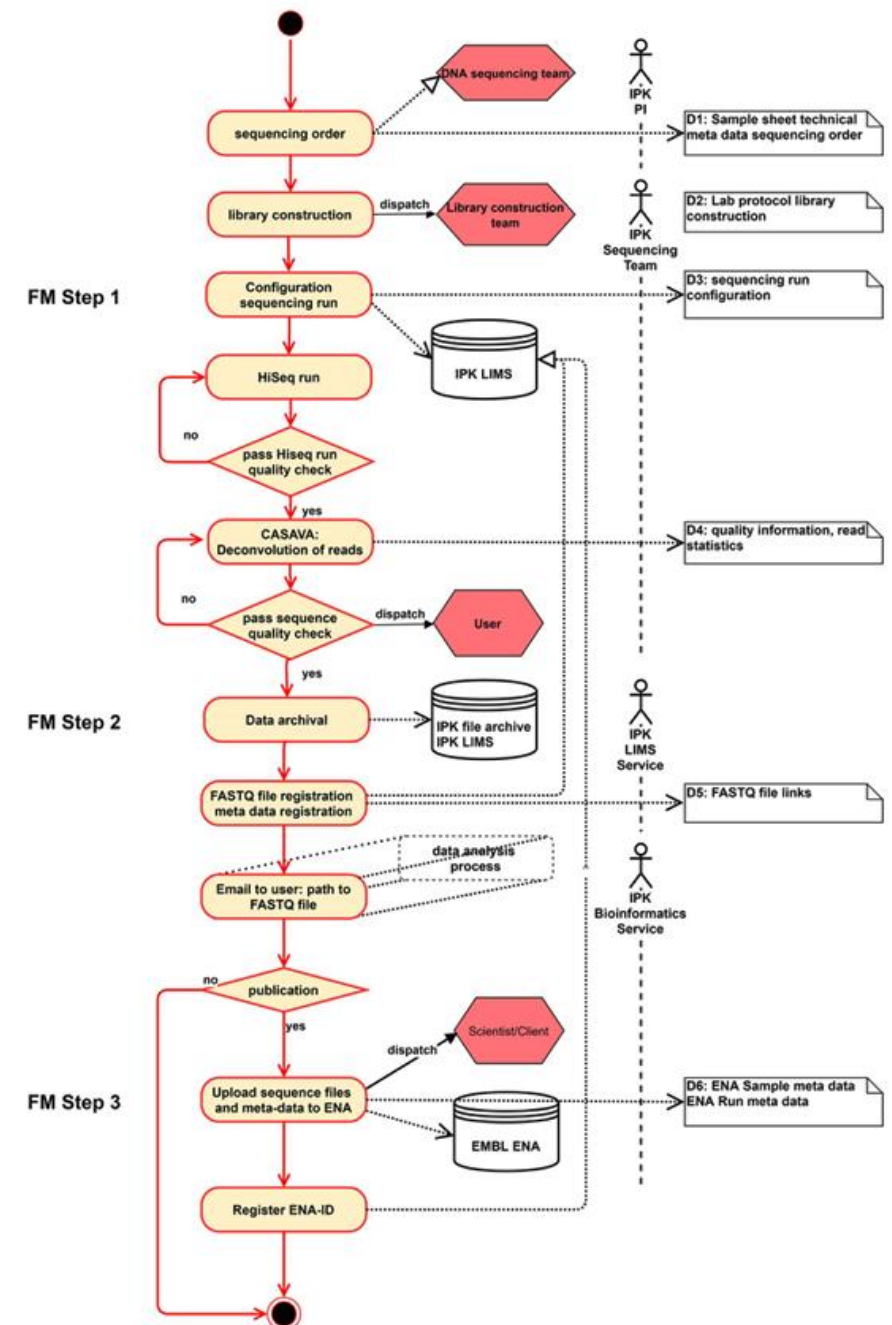 DNA sequencing team
IPK
PI
sequencing order
D1: Sample sheet technical
meta data sequencing order
library construction
dispatch
Library construction
team
IPK
Sequencing
Team
D2: Lab protocol library
construction
FM Step 1
Configuration
sequencing run
D3: sequencing run
configuration
IPK LIMS
HiSeq run
no
pass Hiseq run
quality check
yes
CASAVA:
Deconvolution of reads
D4: quality information, read
statistics
no
pass sequence
quality check
dispatch
User
yes
FM Step 2
Data archival
IPK file archive
IPK LIMS
IPK
LIMS
Service
FASTQ file registration
meta data registration
D5: FASTQ file links
data analysis
process
Email to user: path to
FASTQ file
IPK
Bioinformatics
Service
no
publication
yes
Scientist/Client
dispatch
FM Step 3
Upload sequence files
and meta-data to ENA
D6: ENA Sample meta data
ENA Run meta data
EMBL ENA
Register ENA-ID